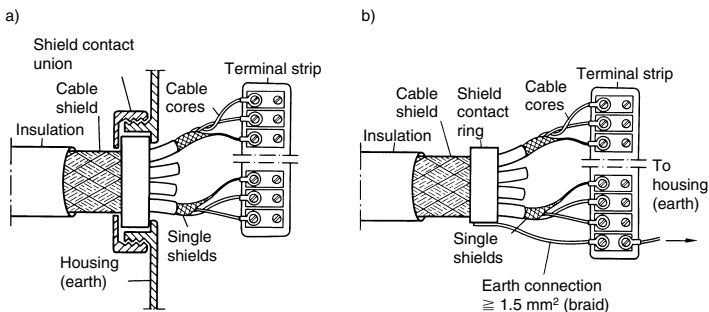 a)
Shield contact
union
Cable
shield
Insulation
Cable
cores
Terminal strip
Single
shields
Housing
(earth)
b)
Terminal strip
Cable
cores
Cable
shield
Shield
contact
ring
Insulation
To
housing
(earth)
Single
shields
Earth connection
≧ 1.5 mm² (braid)